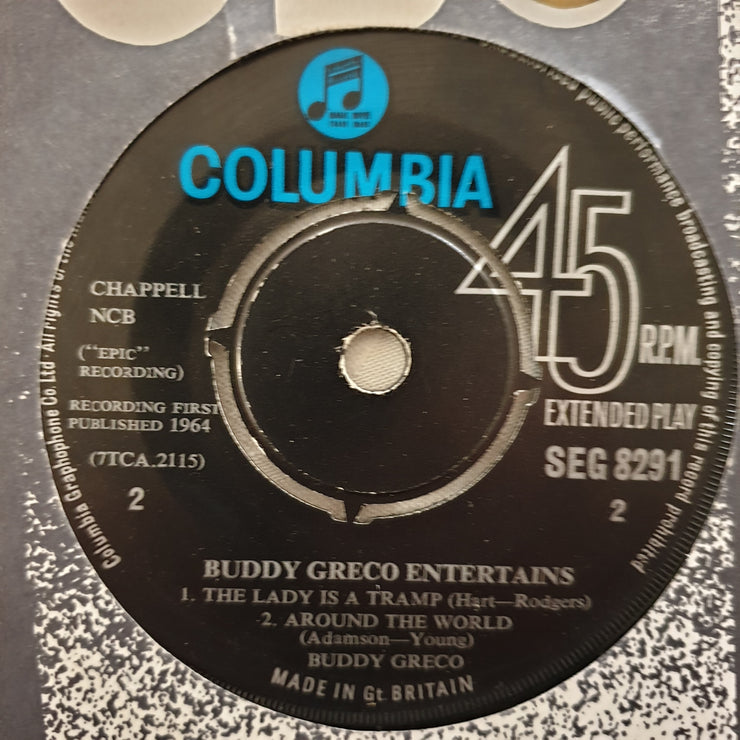 COLUMBIA
45
R.P.M.
EXTENDED PLAY
SEG 8291
2
CHAPPELL
NCB
("EPIC"
RECORDING)
RECORDING FIRST
PUBLISHED 1964
(7TCA.2115)
2
BUDDY GRECO ENTERTAINS
1. THE LADY IS A TRAMP (Hart—Rodgers)
2. AROUND THE WORLD
(Adamson—Young)
BUDDY GRECO
MADE IN Gt. BRITAIN
Columbia Graphophone Co. Ltd · All rights of the
public performance broadcasting and copying of this record prohibited